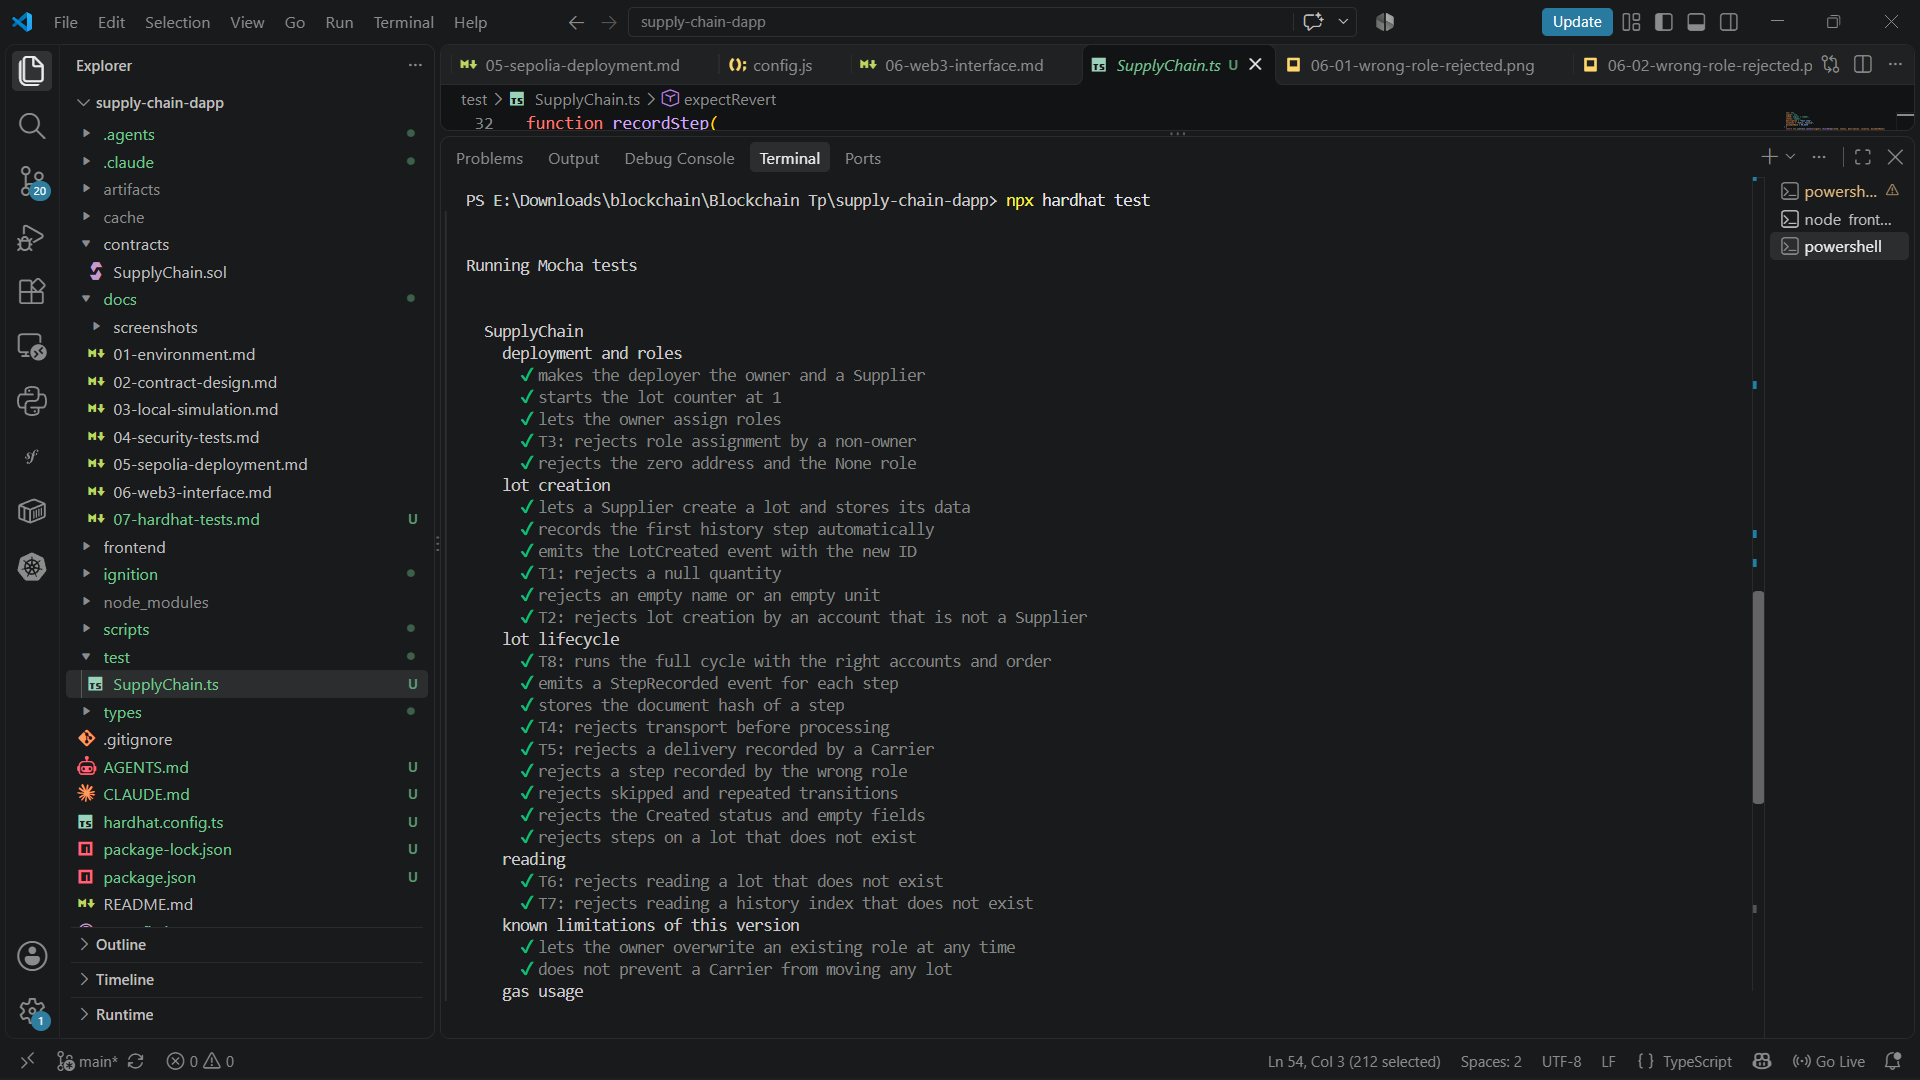 File Edit Selection View Go Run Terminal Help
supply-chain-dapp
Update
Explorer
supply-chain-dapp
.agents
.claude
artifacts
cache
contracts
SupplyChain.sol
docs
screenshots
01-environment.md
02-contract-design.md
03-local-simulation.md
04-security-tests.md
05-sepolia-deployment.md
06-web3-interface.md
07-hardhat-tests.md U
frontend
ignition
node_modules
scripts
test
SupplyChain.ts U
types
.gitignore
AGENTS.md U
CLAUDE.md U
hardhat.config.ts U
package-lock.json U
package.json U
README.md
Outline
Timeline
Runtime
20
1
05-sepolia-deployment.md config.js 06-web3-interface.md SupplyChain.ts U 06-01-wrong-role-rejected.png 06-02-wrong-role-rejected.p
test SupplyChain.ts expectRevert
32 function recordStep(
Problems Output Debug Console Terminal Ports
PS E:\Downloads\blockchain\Blockchain Tp\supply-chain-dapp> npx hardhat test
Running Mocha tests
SupplyChain
deployment and roles
✓ makes the deployer the owner and a Supplier
✓ starts the lot counter at 1
✓ lets the owner assign roles
✓ T3: rejects role assignment by a non-owner
✓ rejects the zero address and the None role
lot creation
✓ lets a Supplier create a lot and stores its data
✓ records the first history step automatically
✓ emits the LotCreated event with the new ID
✓ T1: rejects a null quantity
✓ rejects an empty name or an empty unit
✓ T2: rejects lot creation by an account that is not a Supplier
lot lifecycle
✓ T8: runs the full cycle with the right accounts and order
✓ emits a StepRecorded event for each step
✓ stores the document hash of a step
✓ T4: rejects transport before processing
✓ T5: rejects a delivery recorded by a Carrier
✓ rejects a step recorded by the wrong role
✓ rejects skipped and repeated transitions
✓ rejects the Created status and empty fields
✓ rejects steps on a lot that does not exist
reading
✓ T6: rejects reading a lot that does not exist
✓ T7: rejects reading a history index that does not exist
known limitations of this version
✓ lets the owner overwrite an existing role at any time
✓ does not prevent a Carrier from moving any lot
gas usage
powersh...
node front...
powershell
main* 0 0
Ln 54, Col 3 (212 selected) Spaces: 2 UTF-8 LF { } TypeScript Go Live